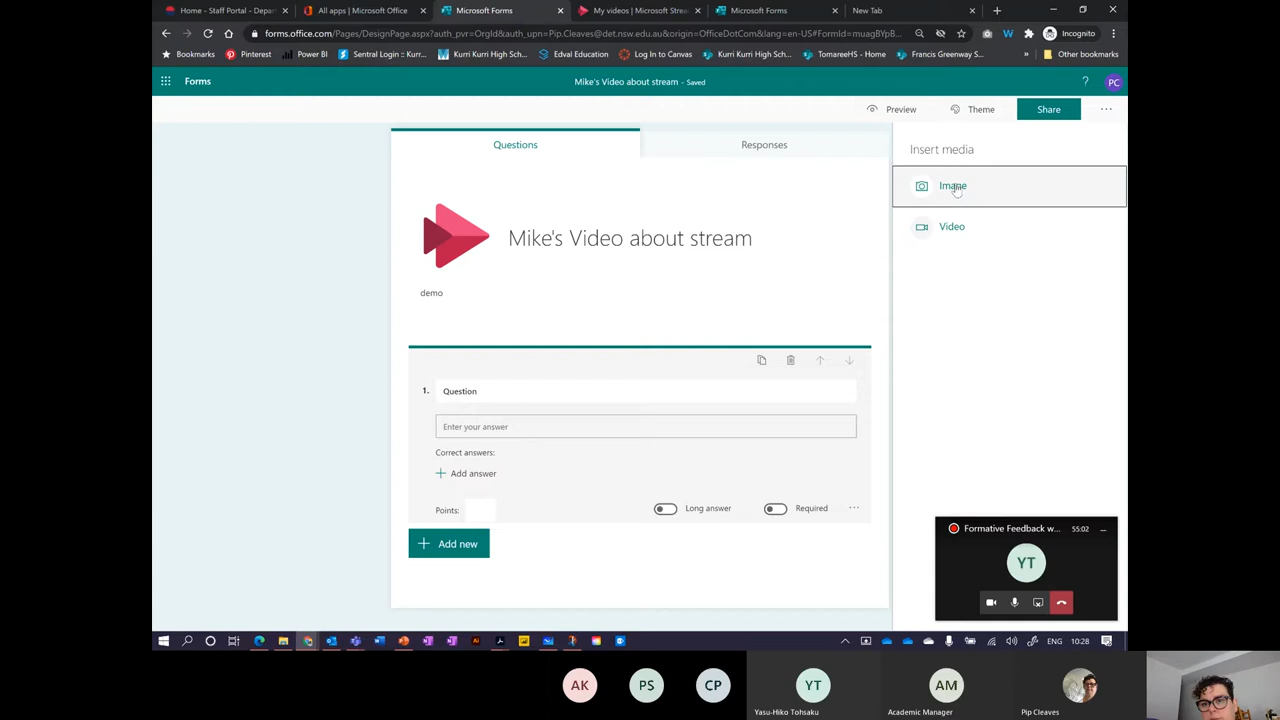 Home - Staff Portal - Depar
All apps | Microsoft Office
Microsoft Forms
My videos | Microsoft Strea
Microsoft Forms
New Tab
forms.office.com/Pages/DesignPage.aspx?auth_pvr=OrgId&auth_upn=Pip.Cleaves@det.nsw.edu.au&origin=OfficeDotCom&lang=en-US&FormId=muagBYpB
Incognito
Bookmarks
Pinterest
Power BI
Sentral Login :: Kurri...
Kurri Kurri High Sch...
Edval Education
Log In to Canvas
Kurri Kurri High Sch...
TomareeHS - Home
Francis Greenway S...
»
Other bookmarks
Forms
Mike's Video about stream - Saved
?
PC
Preview
Theme
Share
...
Questions
Responses
Insert media
Image
Video
Mike's Video about stream
demo
1.
Question
Enter your answer
Correct answers:
Add answer
Points:
Long answer
Required
...
Add new
Formative Feedback w...
55:02
YT
ENG
10:28
AK
PS
CP
YT
Yasu-Hiko Tohsaku
AM
Academic Manager
Pip Cleaves